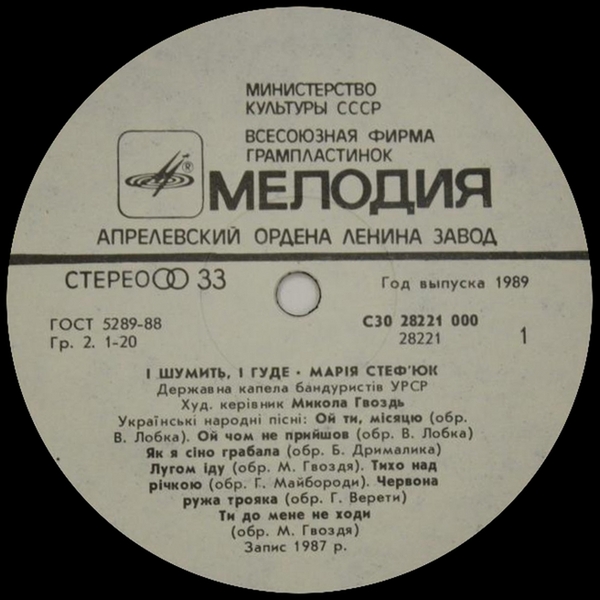 МИНИСТЕРСТВО
КУЛЬТУРЫ СССР
ВСЕСОЮЗНАЯ ФИРМА
ГРАМПЛАСТИНОК
®
МЕЛОДИЯ
АПРЕЛЕВСКИЙ ОРДЕНА ЛЕНИНА ЗАВОД
СТЕРЕО 33
Год выпуска 1989
ГОСТ 5289-88
С30 28221 000
Гр. 2. 1-20
28221
1
І ШУМИТЬ, І ГУДЕ · МАРІЯ СТЕФ'ЮК
Державна капела бандуристів УРСР
Худ. керівник Микола Гвоздь
Українські народні пісні: Ой ти, місяцю (обр.
В. Лобка). Ой чом не прийшов (обр. В. Лобка)
Як я сіно грабала (обр. Б. Дрималика)
Лугом іду (обр. М. Гвоздя). Тихо над
річкою (обр. Г. Майбороди). Червона
ружа трояка (обр. Г. Верети)
Ти до мене не ходи
(обр. М. Гвоздя)
Запис 1987 р.